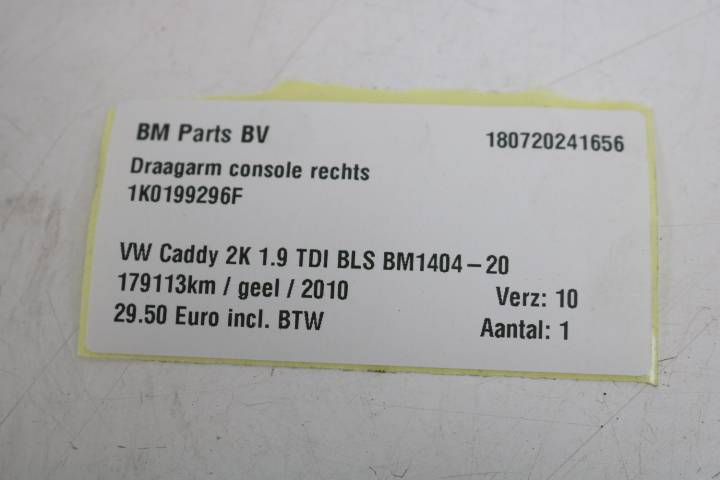 BM Parts BV 180720241656
Draagarm console rechts
1K0199296F
VW Caddy 2K 1.9 TDI BLS BM1404-20
179113km / geel / 2010 Verz: 10
29.50 Euro incl. BTW Aantal: 1